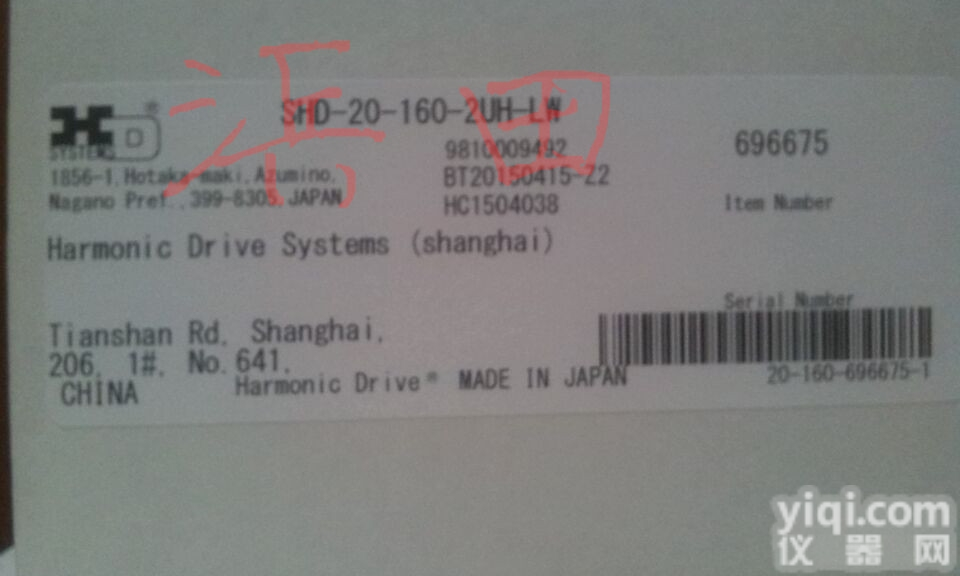 SHD-20-160-2UH-LW
HD
SYSTEMS
9810009492
BT20150415-Z2
HC1504038
696675
Item Number
1856-1, Hotaka-maki, Azumino,
Nagano Pref., 399-8305, JAPAN
Harmonic Drive Systems (shanghai)
Serial Number
Tianshan Rd, Shanghai,
206, 1#, No.641,
CHINA
Harmonic Drive® MADE IN JAPAN
20-160-696675-1
yiqi.com
仪器网